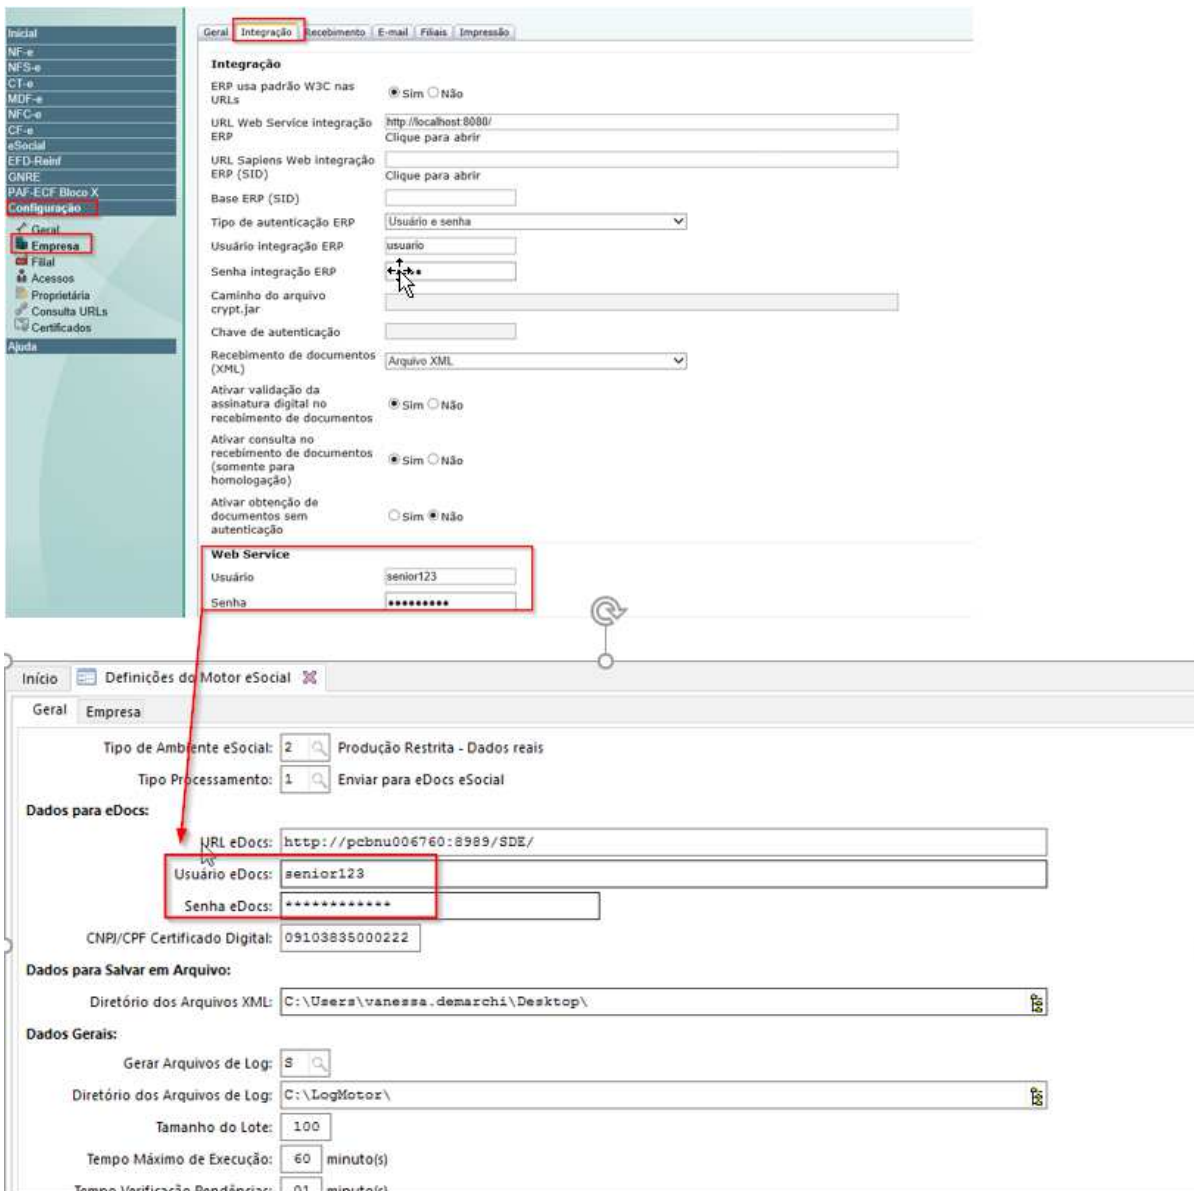 Inicial
NF-e
NFS-e
CT-e
MDF-e
NFC-e
CF-e
eSocial
EFD-Reinf
GNRE
PAF-ECF Bloco X
Configuração
Geral
Empresa
Filial
Acessos
Proprietária
Consulta URLs
Certificados
Ajuda
Geral Integração Recebimento E-mail Filiais Impressão
Integração
ERP usa padrão W3C nas
URLs
Sim Não
URL Web Service integração
ERP
http://localhost:8080/
Clique para abrir
URL Sapiens Web integração
ERP (SID)
Clique para abrir
Base ERP (SID)
Tipo de autenticação ERP Usuário e senha
Usuário integração ERP usuario
Senha integração ERP
Caminho do arquivo
crypt.jar
Chave de autenticação
Recebimento de documentos
(XML)
Arquivo XML
Ativar validação da
assinatura digital no
recebimento de documentos
Sim Não
Ativar consulta no
recebimento de documentos
(somente para
homologação)
Sim Não
Ativar obtenção de
documentos sem
autenticação
Sim Não
Web Service
Usuário senior123
Senha •••••••••
Início Definições do Motor eSocial
Geral Empresa
Tipo de Ambiente eSocial: 2 Produção Restrita - Dados reais
Tipo Processamento: 1 Enviar para eDocs eSocial
Dados para eDocs:
URL eDocs: http://pcbnu006760:8989/SDE/
Usuário eDocs: senior123
Senha eDocs: ************
CNPJ/CPF Certificado Digital: 09103835000222
Dados para Salvar em Arquivo:
Diretório dos Arquivos XML: C:\Users\vanessa.demarchi\Desktop\
Dados Gerais:
Gerar Arquivos de Log: S
Diretório dos Arquivos de Log: C:\LogMotor\
Tamanho do Lote: 100
Tempo Máximo de Execução: 60 minuto(s)
Tempo Verificação Pendências: 01 minuto(s)